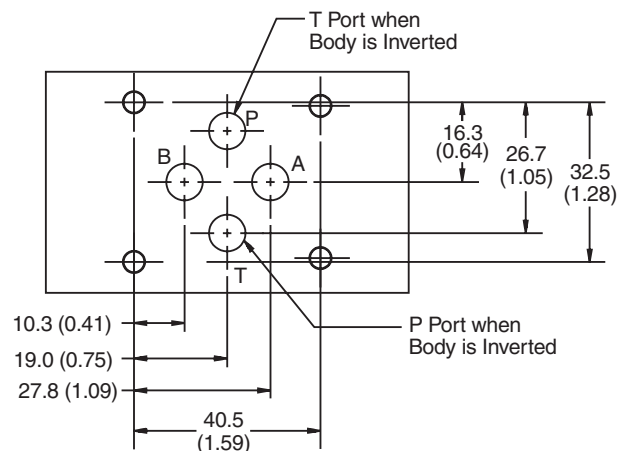 T Port when
Body is Inverted
P
B
A
T
16.3
(0.64)
26.7
(1.05)
32.5
(1.28)
10.3 (0.41)
19.0 (0.75)
27.8 (1.09)
40.5
(1.59)
P Port when
Body is Inverted